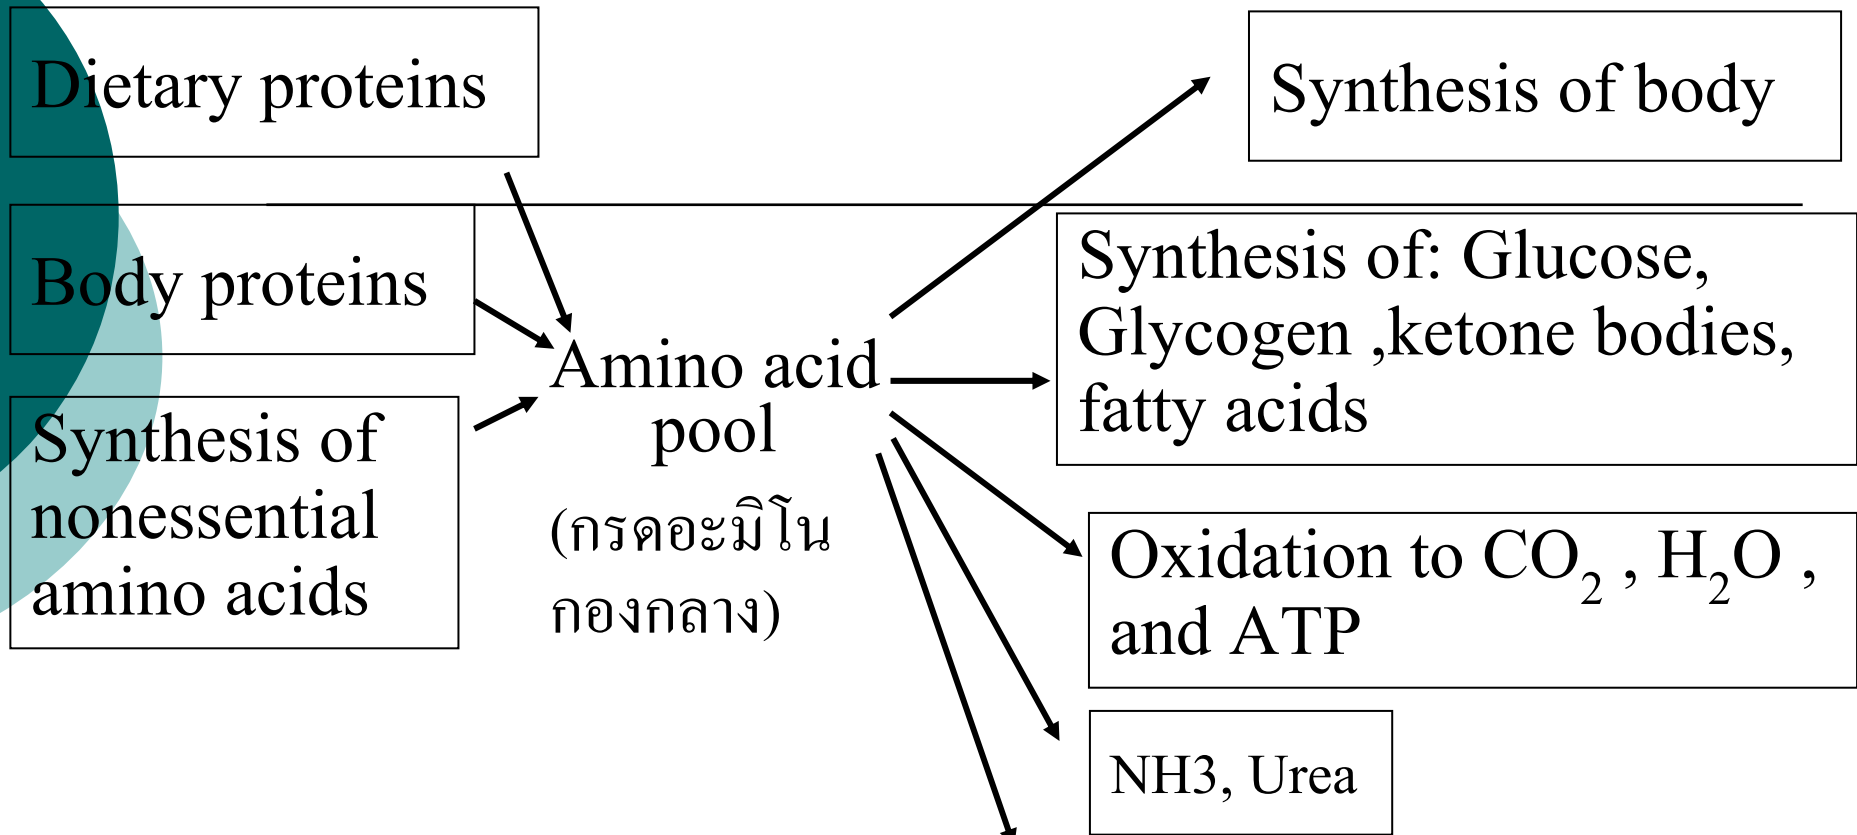 Dietary proteins
Body proteins
Synthesis of
nonessential
amino acids
Amino acid
pool
(กรดอะมิโน
กองกลาง)
Synthesis of body
Synthesis of: Glucose,
Glycogen ,ketone bodies,
fatty acids
Oxidation to CO₂ , H₂O ,
and ATP
NH3, Urea